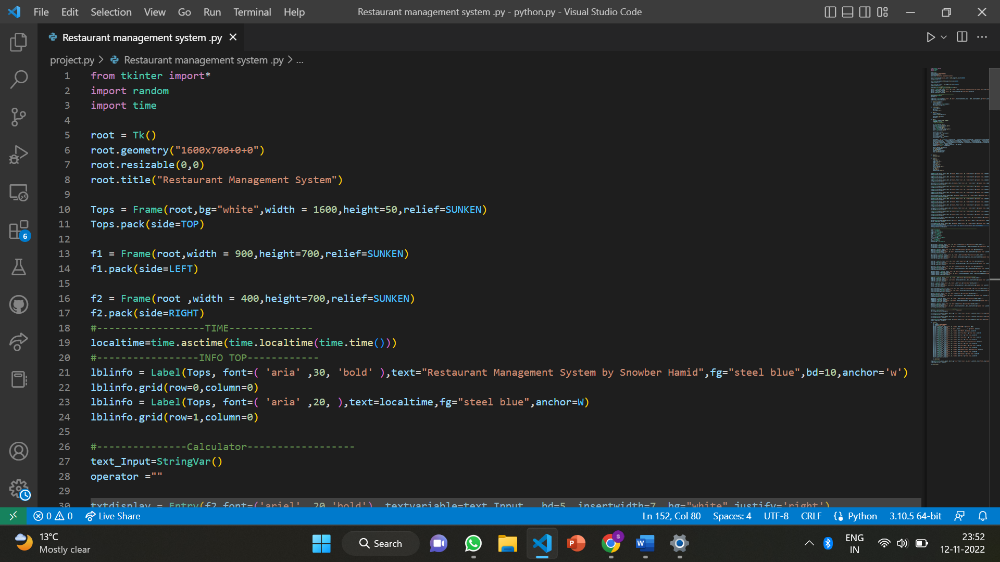 File Edit Selection View Go Run Terminal Help
Restaurant management system .py - python.py - Visual Studio Code
Restaurant management system .py
project.py > Restaurant management system .py > ...
1 from tkinter import*
2 import random
3 import time
4
5 root = Tk()
6 root.geometry("1600x700+0+0")
7 root.resizable(0,0)
8 root.title("Restaurant Management System")
9
10 Tops = Frame(root,bg="white",width = 1600,height=50,relief=SUNKEN)
11 Tops.pack(side=TOP)
12
13 f1 = Frame(root,width = 900,height=700,relief=SUNKEN)
14 f1.pack(side=LEFT)
15
16 f2 = Frame(root ,width = 400,height=700,relief=SUNKEN)
17 f2.pack(side=RIGHT)
18 #------------------TIME--------------
19 localtime=time.asctime(time.localtime(time.time()))
20 #-----------------INFO TOP------------
21 lblinfo = Label(Tops, font=( 'aria' ,30, 'bold' ),text="Restaurant Management System by Snowber Hamid",fg="steel blue",bd=10,anchor='w')
22 lblinfo.grid(row=0,column=0)
23 lblinfo = Label(Tops, font=( 'aria' ,20, ),text=localtime,fg="steel blue",anchor=W)
24 lblinfo.grid(row=1,column=0)
25
26 #---------------Calculator------------------
27 text_Input=StringVar()
28 operator =""
29
30 txtdisplay = Entry(f2,font=('ariel' ,20,'bold'), textvariable=text_Input , bd=5 ,insertwidth=7 ,bg="white",justify='right')
6
0 0 Live Share
Ln 152, Col 80 Spaces: 4 UTF-8 CRLF Python 3.10.5 64-bit
13°C
Mostly clear
Search
P
S
W
ENG
IN
23:52
12-11-2022